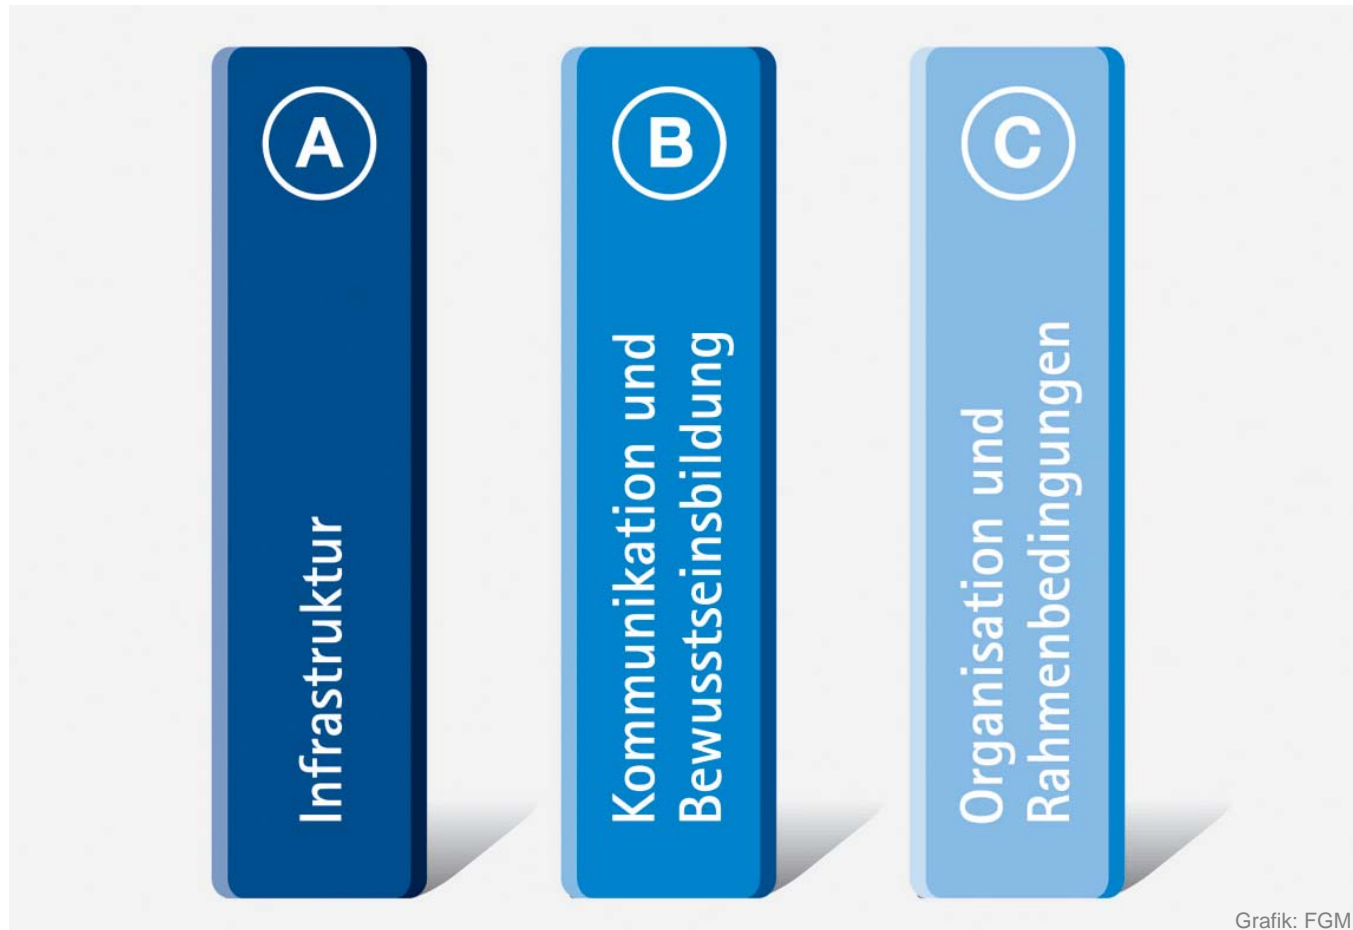 A
Infrastruktur
B
Kommunikation und
Bewusstseinsbildung
C
Organisation und
Rahmenbedingungen
Grafik: FGM